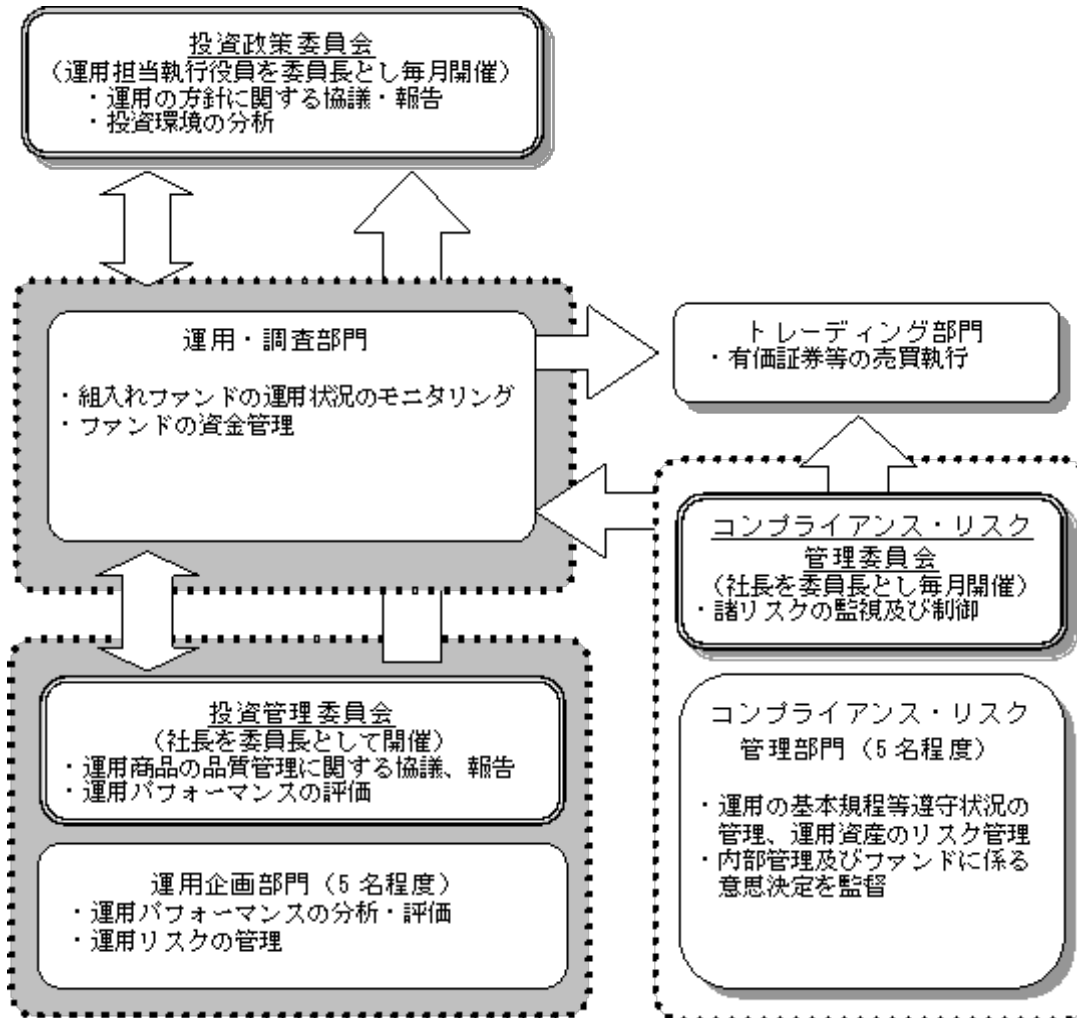 投資政策委員会
（運用担当執行役員を委員長とし毎月開催）
・運用の方針に関する協議・報告
・投資環境の分析
運用・調査部門
・組入れファンドの運用状況のモニタリング
・ファンドの資金管理
トレーディング部門
・有価証券等の売買執行
コンプライアンス・リスク
管理委員会
（社長を委員長とし毎月開催）
・諸リスクの監視及び制御
投資管理委員会
（社長を委員長として開催）
・運用商品の品質管理に関する協議、報告
・運用パフォーマンスの評価
運用企画部門（5名程度）
・運用パフォーマンスの分析・評価
・運用リスクの管理
コンプライアンス・リスク
管理部門（5名程度）
・運用の基本規程等遵守状況の
管理、運用資産のリスク管理
・内部管理及びファンドに係る
意思決定を監督